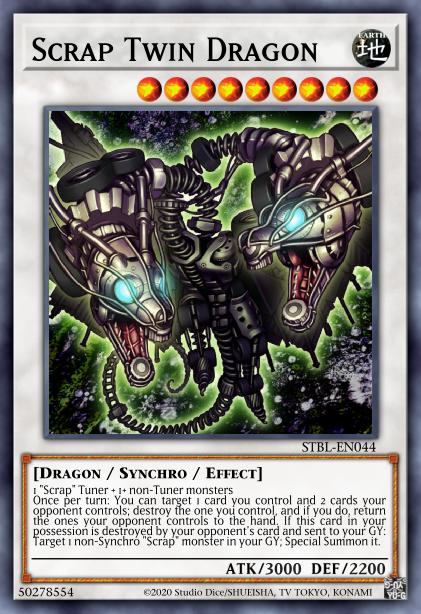 SCRAP TWIN DRAGON
EARTH
地
STBL-EN044
[DRAGON / SYNCHRO / EFFECT]
1 "Scrap" Tuner + 1+ non-Tuner monsters
Once per turn: You can target 1 card you control and 2 cards your
opponent controls; destroy the one you control, and if you do, return
the ones your opponent controls to the hand. If this card in your
possession is destroyed by your opponent's card and sent to your GY:
Target 1 non-Synchro "Scrap" monster in your GY; Special Summon it.
ATK/3000 DEF/2200
50278554
©2020 Studio Dice/SHUEISHA, TV TOKYO, KONAMI